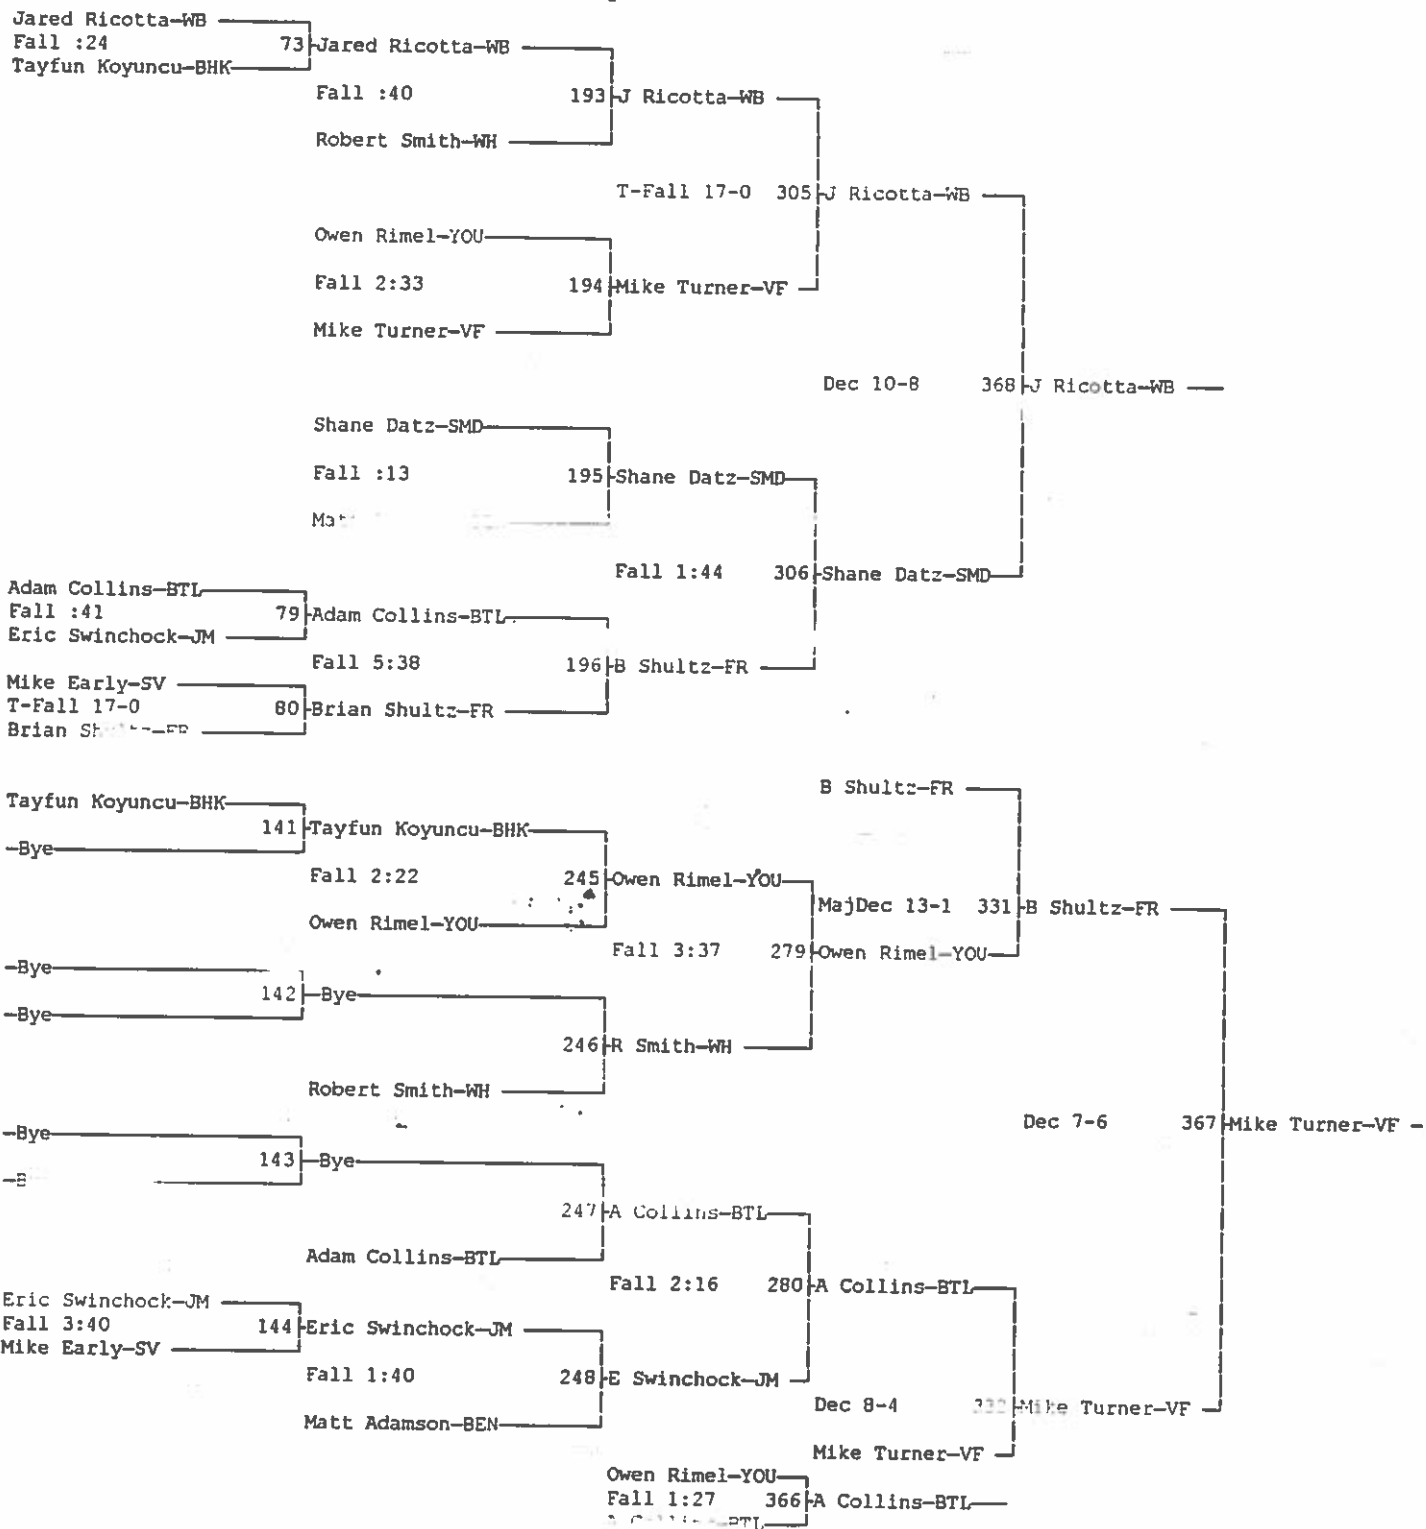 Jared Ricotta-WB
Fall :24 73 Jared Ricotta-WB
Tayfun Koyuncu-BHK
Fall :40 193 J Ricotta-WB
Robert Smith-WH
T-Fall 17-0 305 J Ricotta-WB
Owen Rimel-YOU
Fall 2:33 194 Mike Turner-VF
Mike Turner-VF
Dec 10-8 368 J Ricotta-WB
Shane Datz-SMD
Fall :13 195 Shane Datz-SMD
Fall 1:44 306 Shane Datz-SMD
Adam Collins-BTL
Fall :41 79 Adam Collins-BTL
Eric Swinchock-JM
Fall 5:38 196 B Shultz-FR
Mike Early-SV
T-Fall 17-0 80 Brian Shultz-FR
Brian
B Shultz-FR
Tayfun Koyuncu-BHK
141 Tayfun Koyuncu-BHK
-Bye
Fall 2:22 245 Owen Rimel-YOU
MajDec 13-1 331 B Shultz-FR
Owen Rimel-YOU
Fall 3:37 279 Owen Rimel-YOU
-Bye
142 -Bye
-Bye
246 R Smith-WH
Robert Smith-WH
Dec 7-6 367 Mike Turner-VF
-Bye
143 -Bye
247 A Collins-BTL
Adam Collins-BTL
Fall 2:16 280 A Collins-BTL
Eric Swinchock-JM
Fall 3:40 144 Eric Swinchock-JM
Mike Early-SV
Fall 1:40 248 E Swinchock-JM
Dec 8-4 332 Mike Turner-VF
Matt Adamson-BEN
Mike Turner-VF
Owen Rimel-YOU
Fall 1:27 366 A Collins-BTL